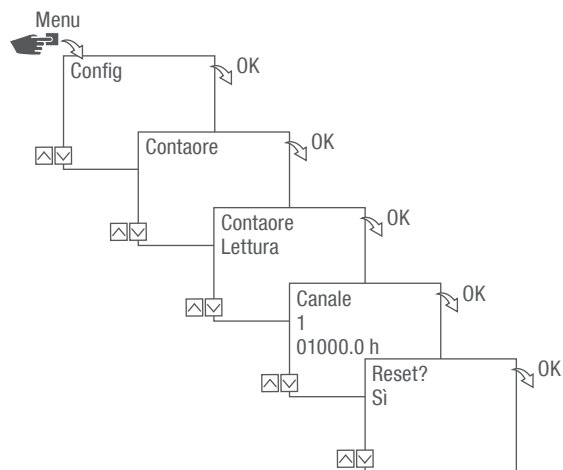 Menu
Config
OK
Contaore
OK
Contaore
Lettura
OK
Canale
1
01000.0 h
OK
Reset?
Sì
OK